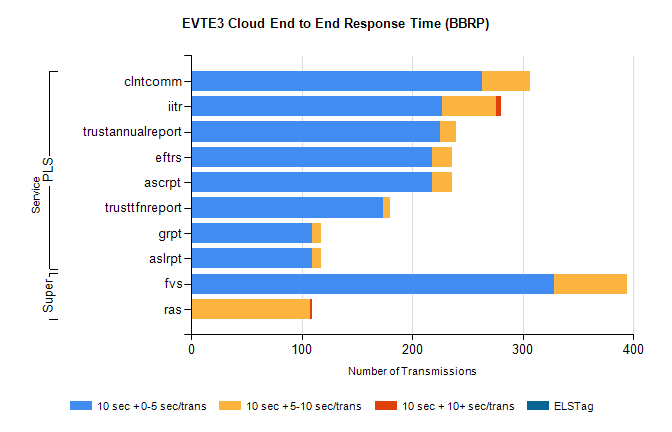 EVTE3 Cloud End to End Response Time (BBRP)
Service
PLS
clntcomm
iitr
trustannualreport
eftrs
ascrpt
trusttfnreport
grpt
aslrpt
Super
fvs
ras
0 100 200 300 400
Number of Transmissions
10 sec +0-5 sec/trans 10 sec +5-10 sec/trans 10 sec + 10+ sec/trans ELSTag